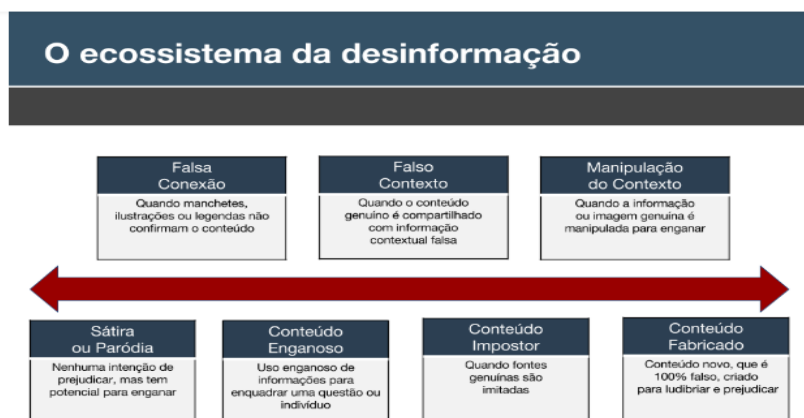 O ecossistema da desinformação
Falsa
Conexão
Quando manchetes,
ilustrações ou legendas não
confirmam o conteúdo
Falso
Contexto
Quando o conteúdo
genuíno é compartilhado
com informação
contextual falsa
Manipulação
do Contexto
Quando a informação
ou imagem genuína é
manipulada para enganar
Sátira
ou Paródia
Nenhuma intenção de
prejudicar, mas tem
potencial para enganar
Conteúdo
Enganoso
Uso enganoso de
informações para
enquadrar uma questão ou
indivíduo
Conteúdo
Impostor
Quando fontes
genuínas são
imitadas
Conteúdo
Fabricado
Conteúdo novo, que é
100% falso, criado
para ludibriar e prejudicar